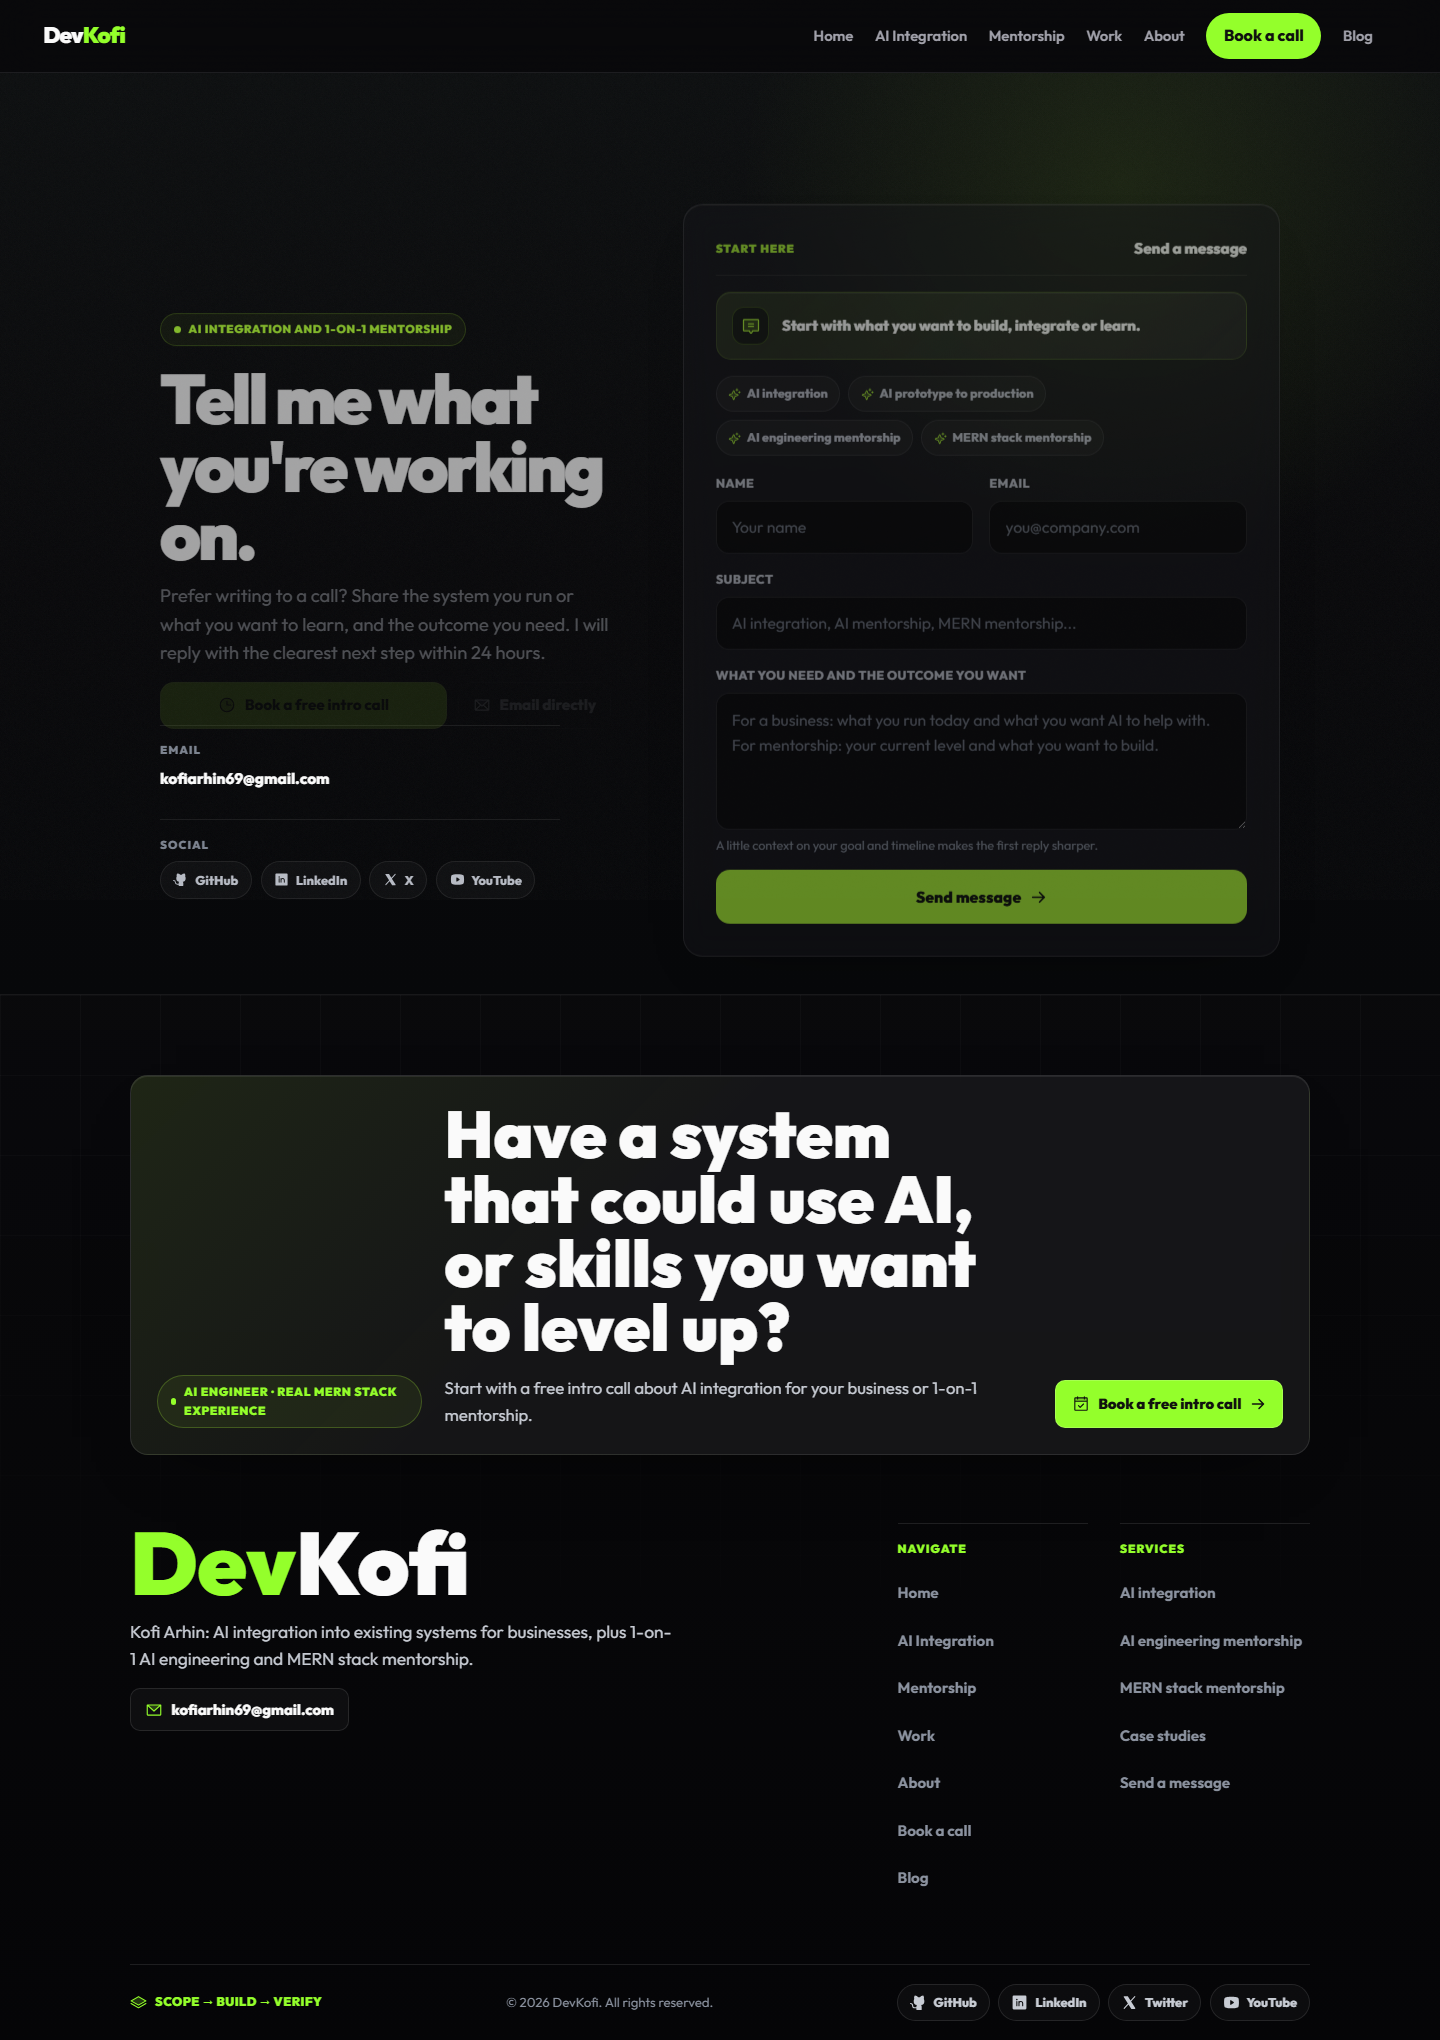 DevKofi
Home AI Integration Mentorship Work About Book a call Blog
AI INTEGRATION AND 1-ON-1 MENTORSHIP
Tell me what
you're working
on.
Prefer writing to a call? Share the system you run or
what you want to learn, and the outcome you need. I will
reply with the clearest next step within 24 hours.
Book a free intro call Email directly
EMAIL
kofiarhin69@gmail.com
SOCIAL
GitHub LinkedIn X YouTube
START HERE Send a message
Start with what you want to build, integrate or learn.
AI integration AI prototype to production
AI engineering mentorship MERN stack mentorship
NAME EMAIL
Your name you@company.com
SUBJECT
AI integration, AI mentorship, MERN mentorship...
WHAT YOU NEED AND THE OUTCOME YOU WANT
For a business: what you run today and what you want AI to help with.
For mentorship: your current level and what you want to build.
A little context on your goal and timeline makes the first reply sharper.
Send message →
Have a system
that could use AI,
or skills you want
to level up?
AI ENGINEER · REAL MERN STACK
EXPERIENCE
Start with a free intro call about AI integration for your business or 1-on-1
mentorship.
Book a free intro call →
DevKofi
Kofi Arhin: AI integration into existing systems for businesses, plus 1-on-
1 AI engineering and MERN stack mentorship.
kofiarhin69@gmail.com
NAVIGATE
Home
AI Integration
Mentorship
Work
About
Book a call
Blog
SERVICES
AI integration
AI engineering mentorship
MERN stack mentorship
Case studies
Send a message
SCOPE → BUILD → VERIFY
© 2026 DevKofi. All rights reserved.
GitHub LinkedIn Twitter YouTube